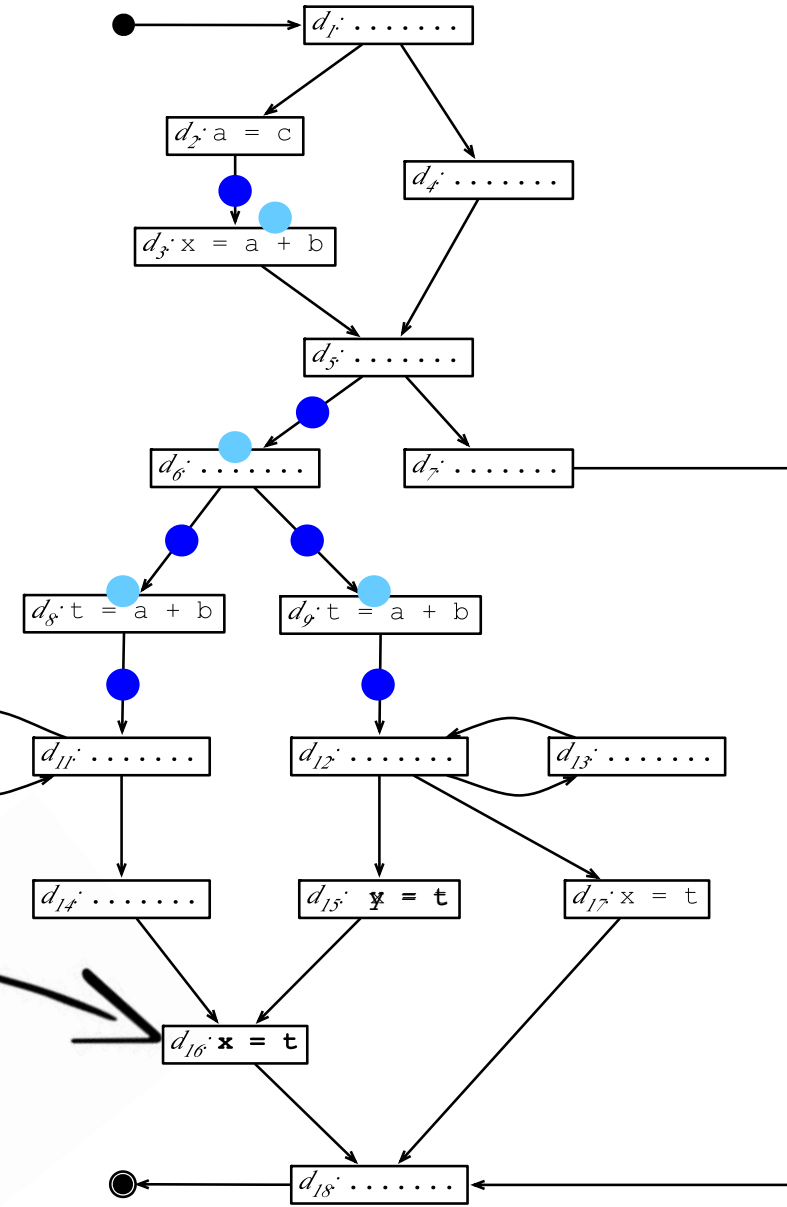 d1: .......
d2: a = c
d4: .......
d3: x = a + b
d5: .......
d6: .......
d7: .......
d8: t = a + b
d9: t = a + b
d11: .......
d12: .......
d13: .......
d14: .......
d15: = t
d17: x = t
d16: x = t
d18: .......